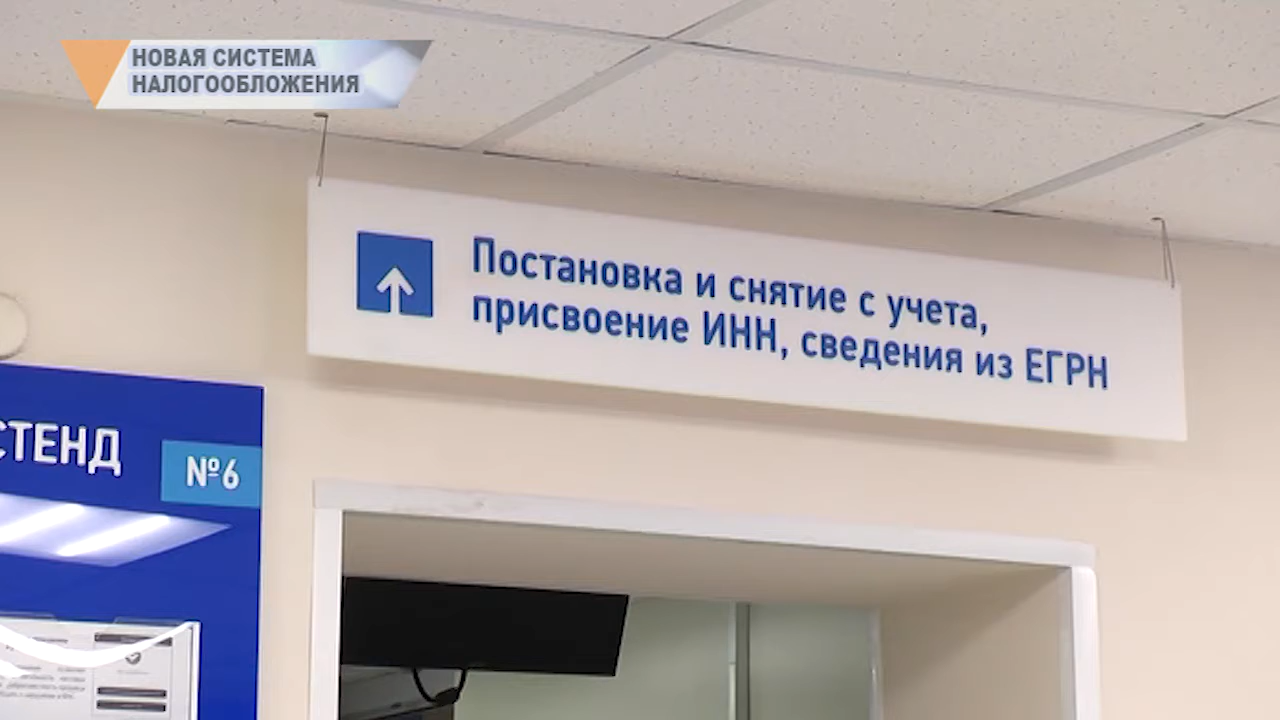 НОВАЯ СИСТЕМА
НАЛОГООБЛОЖЕНИЯ
Постановка и снятие с учета,
присвоение ИНН, сведения из ЕГРН
СТЕНД
№6